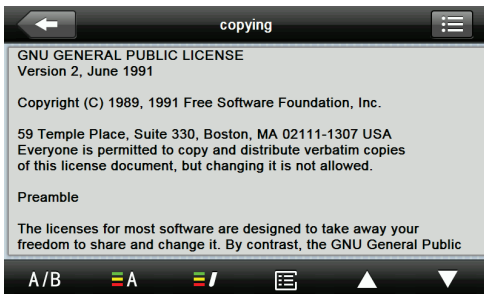 copying
GNU GENERAL PUBLIC LICENSE
Version 2, June 1991
Copyright (C) 1989, 1991 Free Software Foundation, Inc.
59 Temple Place, Suite 330, Boston, MA 02111-1307 USA
Everyone is permitted to copy and distribute verbatim copies
of this license document, but changing it is not allowed.
Preamble
The licenses for most software are designed to take away your
freedom to share and change it. By contrast, the GNU General Public
A/B
A